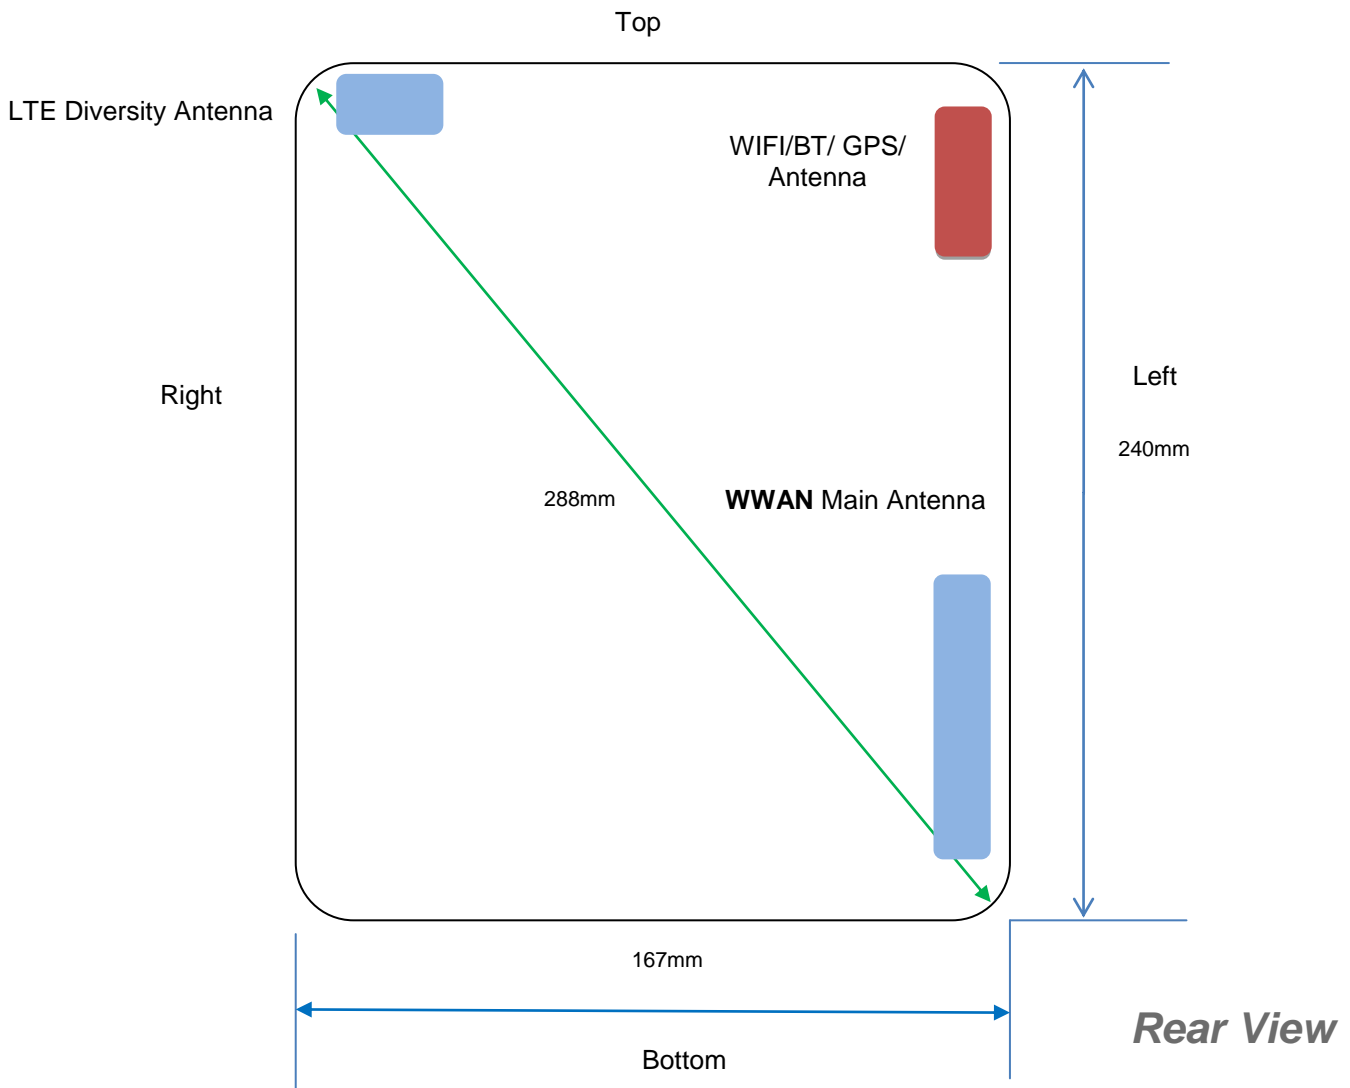 Top
LTE Diversity Antenna
WIFI/BT/ GPS/
Antenna
Right
Left
240mm
288mm
WWAN Main Antenna
167mm
Rear View
Bottom